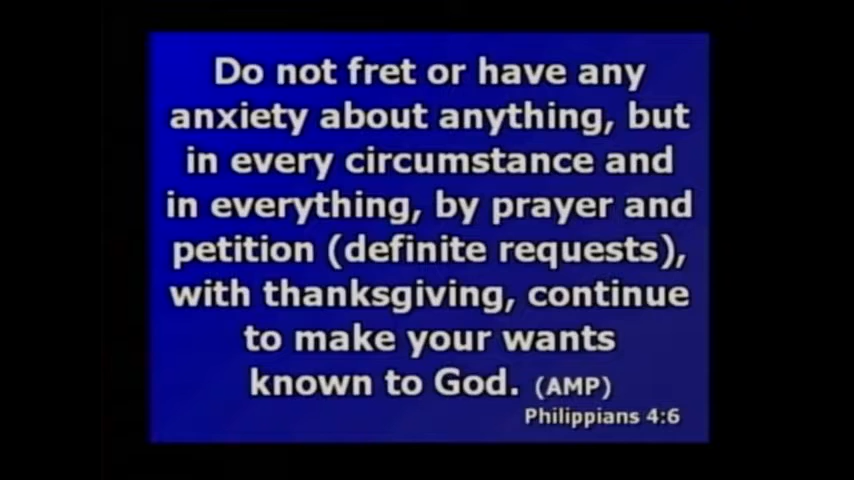 Do not fret or have any
anxiety about anything, but
in every circumstance and
in everything, by prayer and
petition (definite requests),
with thanksgiving, continue
to make your wants
known to God. (AMP)
Philippians 4:6